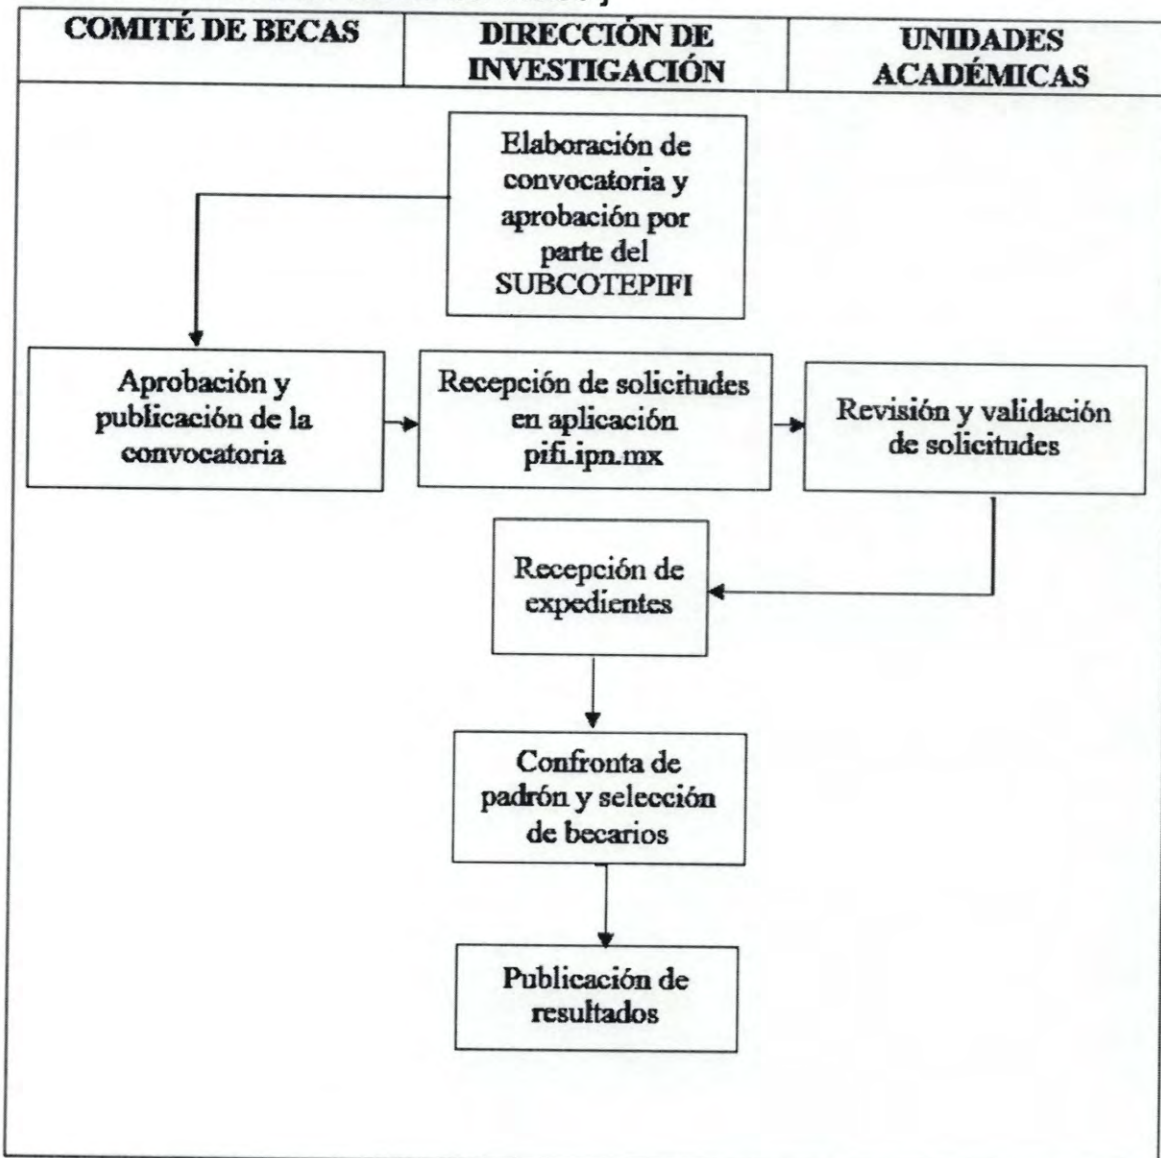 COMITÉ DE BECAS
DIRECCIÓN DE
INVESTIGACIÓN
UNIDADES
ACADÉMICAS
Elaboración de
convocatoria y
aprobación por
parte del
SUBCOTEPIFI
Aprobación y
publicación de la
convocatoria
Recepción de solicitudes
en aplicación
pifi.ipn.mx
Revisión y validación
de solicitudes
Recepción de
expedientes
Confronta de
padrón y selección
de becarios
Publicación de
resultados